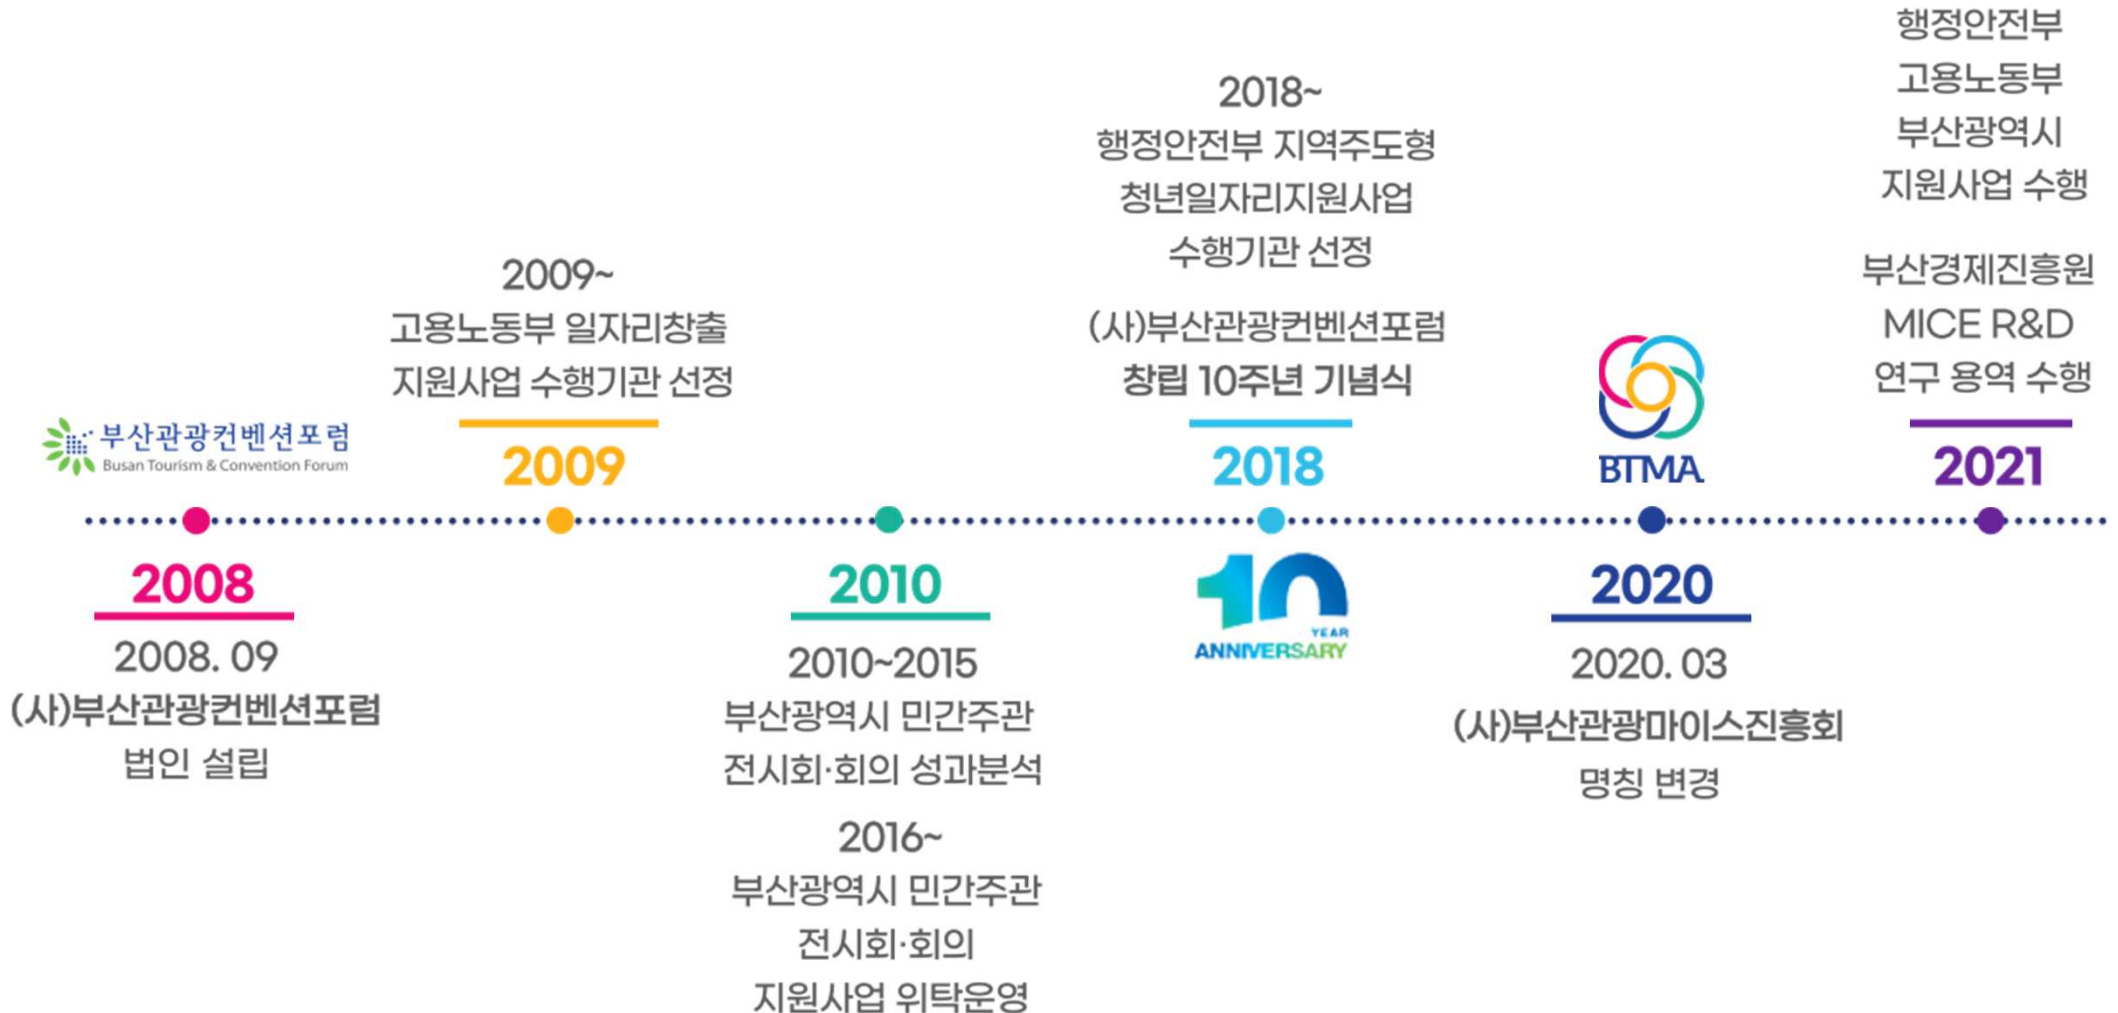 부산관광컨벤션포럼
Busan Tourism & Convention Forum
2008
2008. 09
(사)부산관광컨벤션포럼
법인 설립
2009~
고용노동부 일자리창출
지원사업 수행기관 선정
2009
2010
2010~2015
부산광역시 민간주관
전시회·회의 성과분석
2016~
부산광역시 민간주관
전시회·회의
지원사업 위탁운영
2018~
행정안전부 지역주도형
청년일자리지원사업
수행기관 선정
(사)부산관광컨벤션포럼
창립 10주년 기념식
2018
10
YEAR
ANNIVERSARY
BTMA
2020
2020. 03
(사)부산관광마이스진흥회
명칭 변경
행정안전부
고용노동부
부산광역시
지원사업 수행
부산경제진흥원
MICE R&D
연구 용역 수행
2021